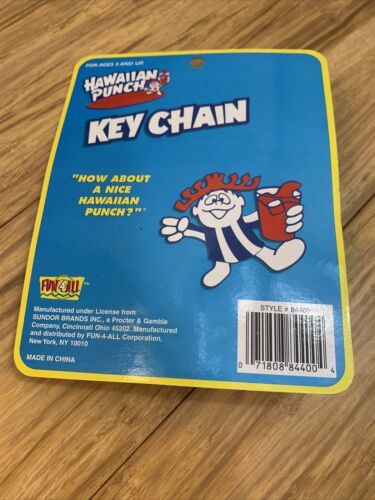 FOR AGES 3 AND UP.
HAWAIIAN
PUNCH
KEY CHAIN
"HOW ABOUT
A NICE
HAWAIIAN
PUNCH?"
FUN 4 ALL™
Manufactured under License from
SUNDOR BRANDS INC., a Procter & Gamble
Company, Cincinnati Ohio 45202. Manufactured
and distributed by FUN-4-ALL Corporation,
New York, NY 10010
MADE IN CHINA
STYLE # 84400
0 71808 84400 4